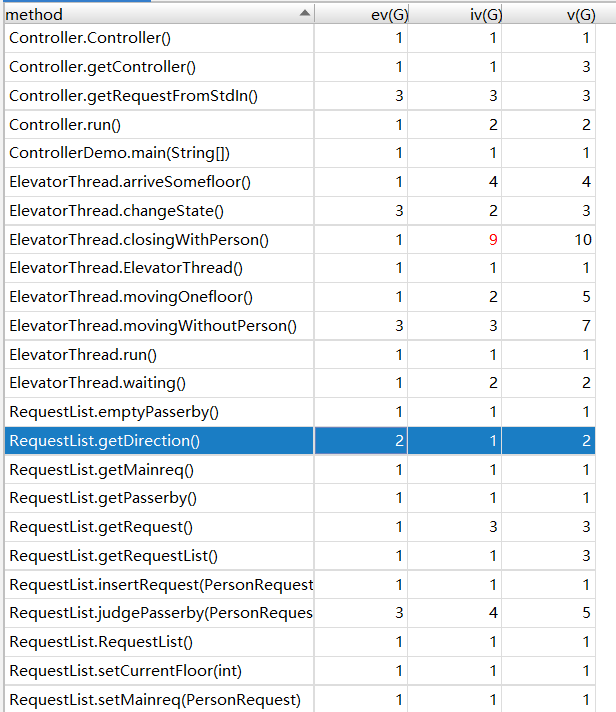 method ev(G) iv(G) v(G)
Controller.Controller() 1 1 1
Controller.getController() 1 1 3
Controller.getRequestFromStdIn() 3 3 3
Controller.run() 1 2 2
ControllerDemo.main(String[]) 1 1 1
ElevatorThread.arriveSomefloor() 1 4 4
ElevatorThread.changeState() 3 2 3
ElevatorThread.closingWithPerson() 1 9 10
ElevatorThread.ElevatorThread() 1 1 1
ElevatorThread.movingOnefloor() 1 2 5
ElevatorThread.movingWithoutPerson() 3 3 7
ElevatorThread.run() 1 1 1
ElevatorThread.waiting() 1 2 2
RequestList.emptyPasserby() 1 1 1
RequestList.getDirection() 2 1 2
RequestList.getMainreq() 1 1 1
RequestList.getPasserby() 1 1 1
RequestList.getRequest() 1 3 3
RequestList.getRequestList() 1 1 3
RequestList.insertRequest(PersonRequest 1 1 1
RequestList.judgePasserby(PersonReques 3 4 5
RequestList.RequestList() 1 1 1
RequestList.setCurrentFloor(int) 1 1 1
RequestList.setMainreq(PersonRequest) 1 1 1